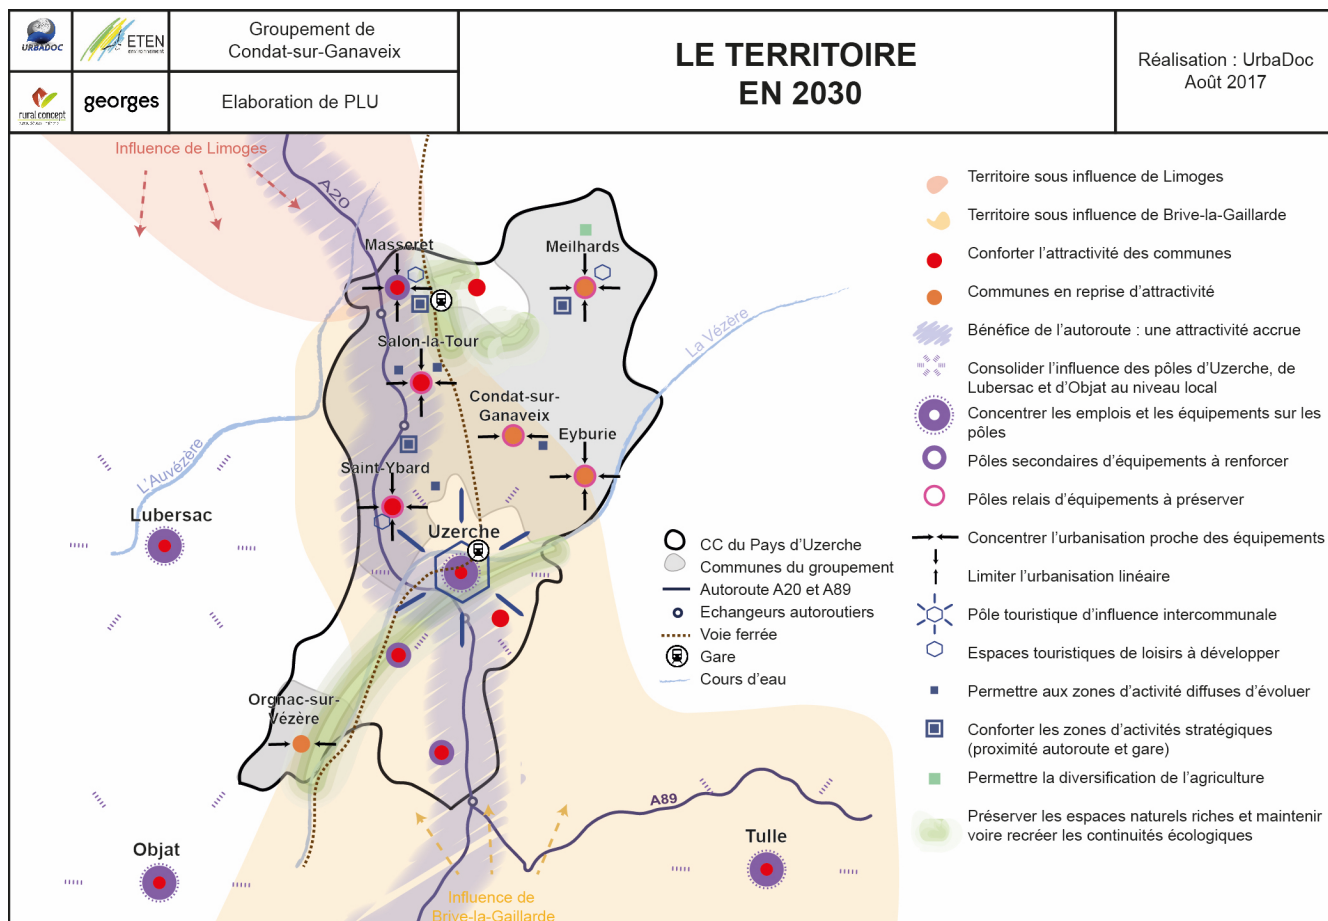 URBADOC
ETEN
environnement
Groupement de
Condat-sur-Ganaveix
rural concept
georges
Elaboration de PLU
LE TERRITOIRE
EN 2030
Réalisation : UrbaDoc
Août 2017
Influence de Limoges
A20
Masseret
Meilhards
La Vézère
Salon-la-Tour
Condat-sur-
Ganaveix
Eyburie
L'Auvézère
Saint-Ybard
Lubersac
Uzerche
Orgnac-sur-
Vézère
A89
Objat
Tulle
Influence de
Brive-la-Gaillarde
CC du Pays d'Uzerche
Communes du groupement
Autoroute A20 et A89
Echangeurs autoroutiers
Voie ferrée
Gare
Cours d'eau
Territoire sous influence de Limoges
Territoire sous influence de Brive-la-Gaillarde
Conforter l'attractivité des communes
Communes en reprise d'attractivité
Bénéfice de l'autoroute : une attractivité accrue
Consolider l'influence des pôles d'Uzerche, de
Lubersac et d'Objat au niveau local
Concentrer les emplois et les équipements sur les
pôles
Pôles secondaires d'équipements à renforcer
Pôles relais d'équipements à préserver
Concentrer l'urbanisation proche des équipements
Limiter l'urbanisation linéaire
Pôle touristique d'influence intercommunale
Espaces touristiques de loisirs à développer
Permettre aux zones d'activité diffuses d'évoluer
Conforter les zones d'activités stratégiques
(proximité autoroute et gare)
Permettre la diversification de l'agriculture
Préserver les espaces naturels riches et maintenir
voire recréer les continuités écologiques